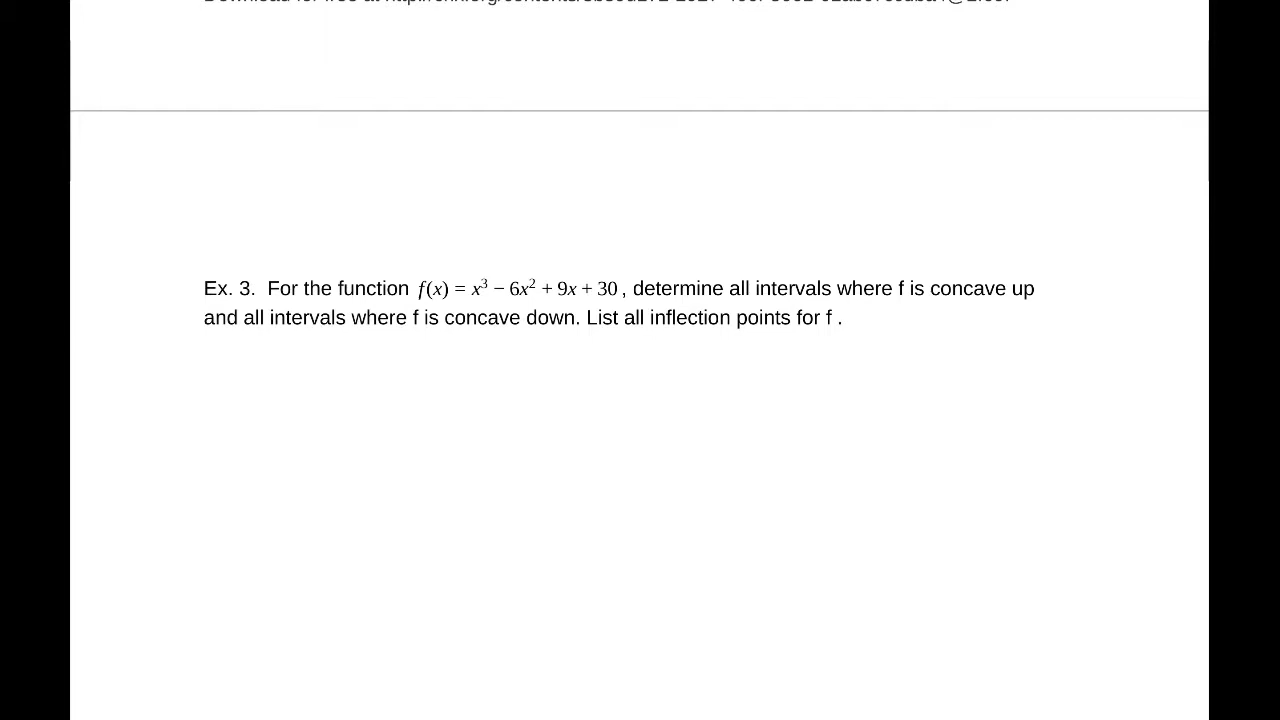 Ex. 3. For the function f(x) = x³ − 6x² + 9x + 30 , determine all intervals where f is concave up
and all intervals where f is concave down. List all inflection points for f .